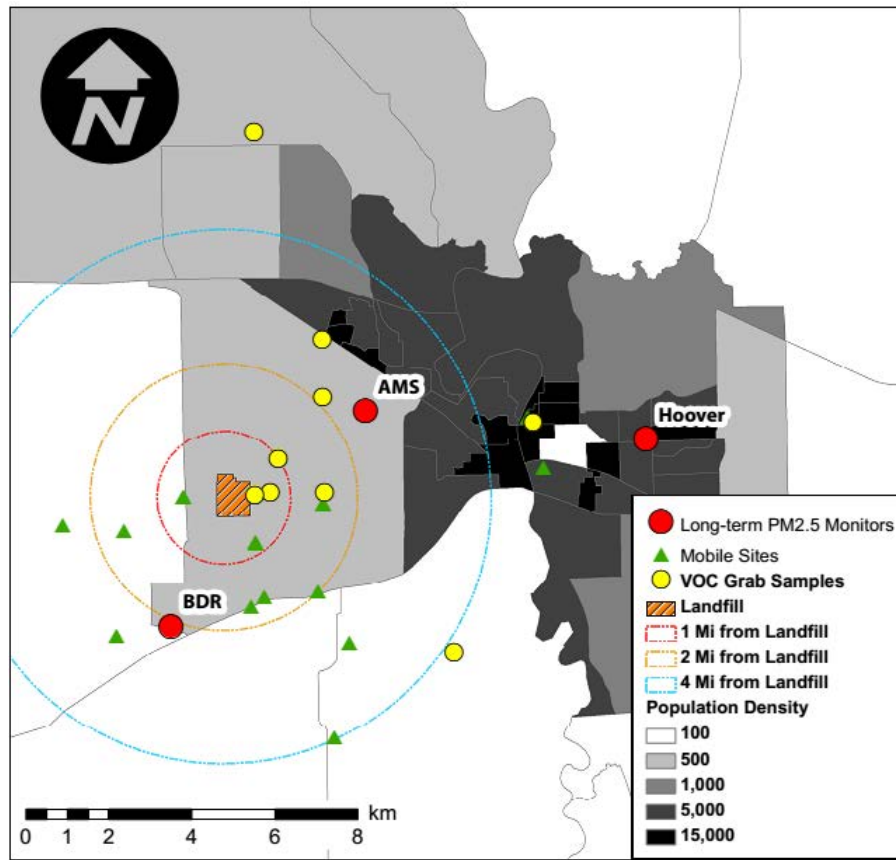 N
AMS
Hoover
BDR
Long-term PM2.5 Monitors
Mobile Sites
VOC Grab Samples
Landfill
1 Mi from Landfill
2 Mi from Landfill
4 Mi from Landfill
Population Density
100
500
1,000
5,000
15,000
km
0 1 2 4 6 8